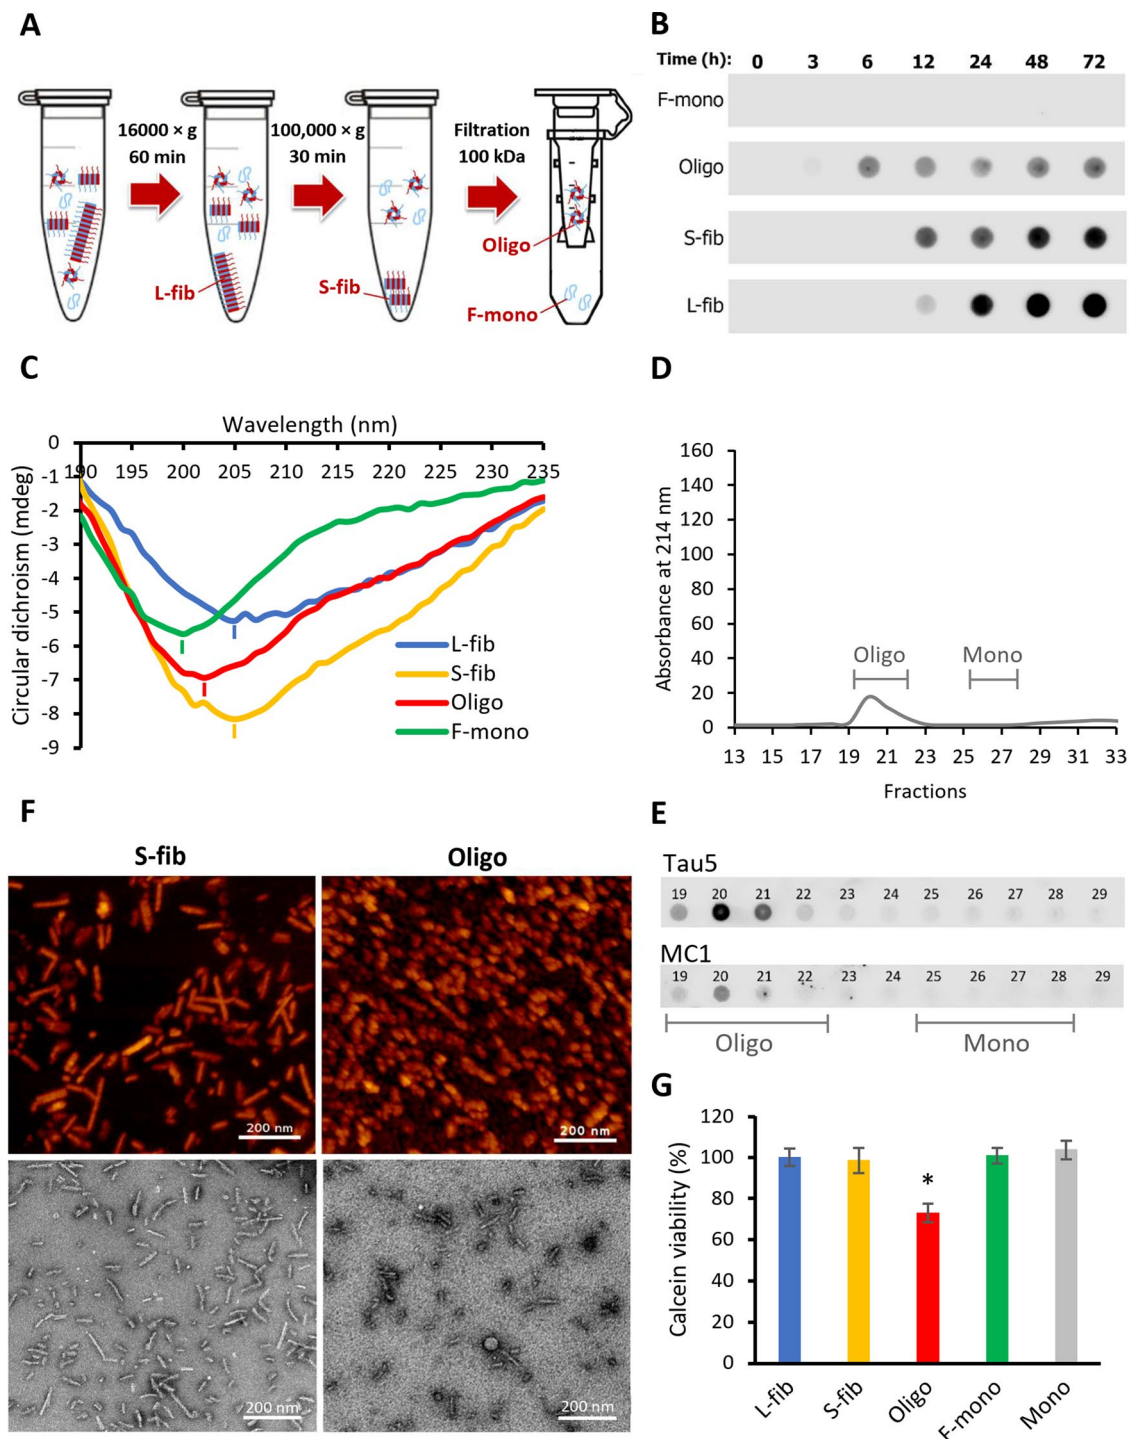 A
16000 × g
60 min
100,000 × g
30 min
Filtration
100 kDa
L-fib
S-fib
Oligo
F-mono
B
Time (h): 0 3 6 12 24 48 72
F-mono
Oligo
S-fib
L-fib
C
Wavelength (nm)
190 195 200 205 210 215 220 225 230 235
Circular dichroism (mdeg)
0
-1
-2
-3
-4
-5
-6
-7
-8
-9
L-fib
S-fib
Oligo
F-mono
D
Absorbance at 214 nm
160
140
120
100
80
60
40
20
0
Oligo Mono
13 15 17 19 21 23 25 27 29 31 33
Fractions
F
S-fib Oligo
200 nm
200 nm
200 nm
200 nm
E
Tau5
19 20 21 22 23 24 25 26 27 28 29
MC1
19 20 21 22 23 24 25 26 27 28 29
Oligo Mono
G
Calcein viability (%)
120
100
80
60
40
20
0
*
L-fib S-fib Oligo F-mono Mono